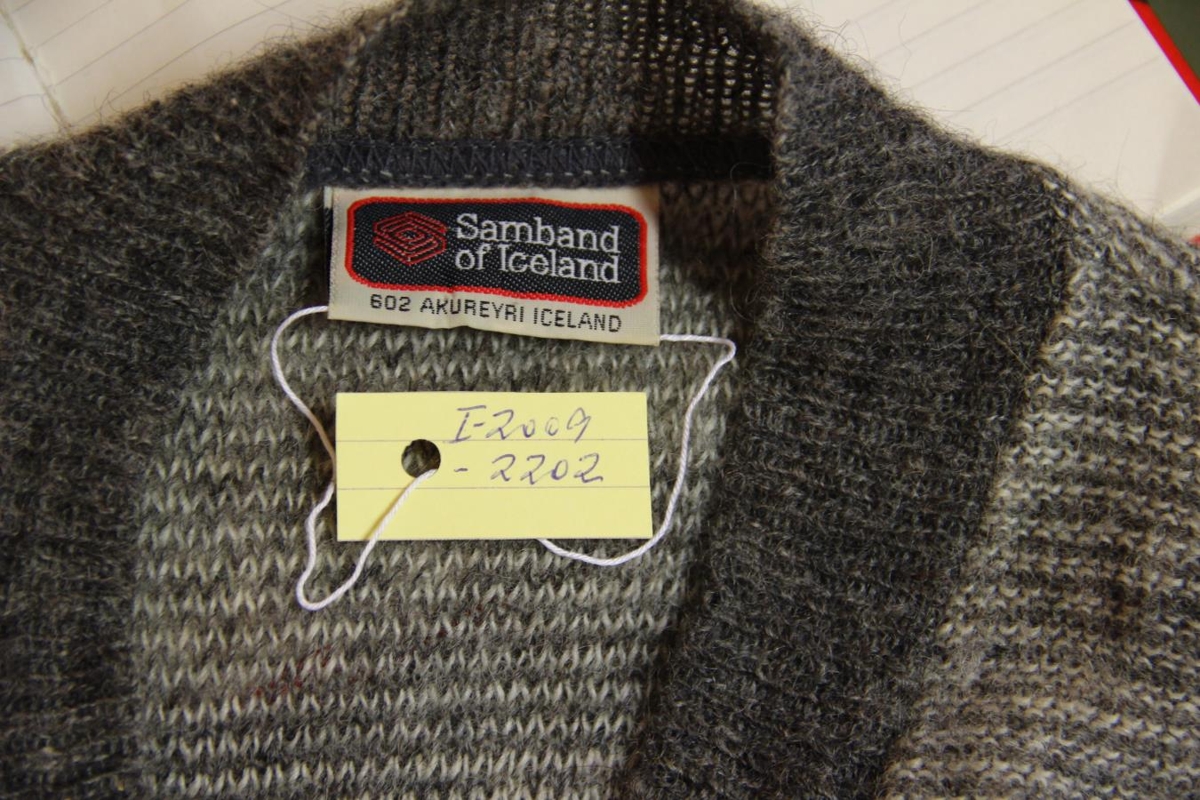 Samband
of Iceland
602 AKUREYRI ICELAND
I-2009
- 2202